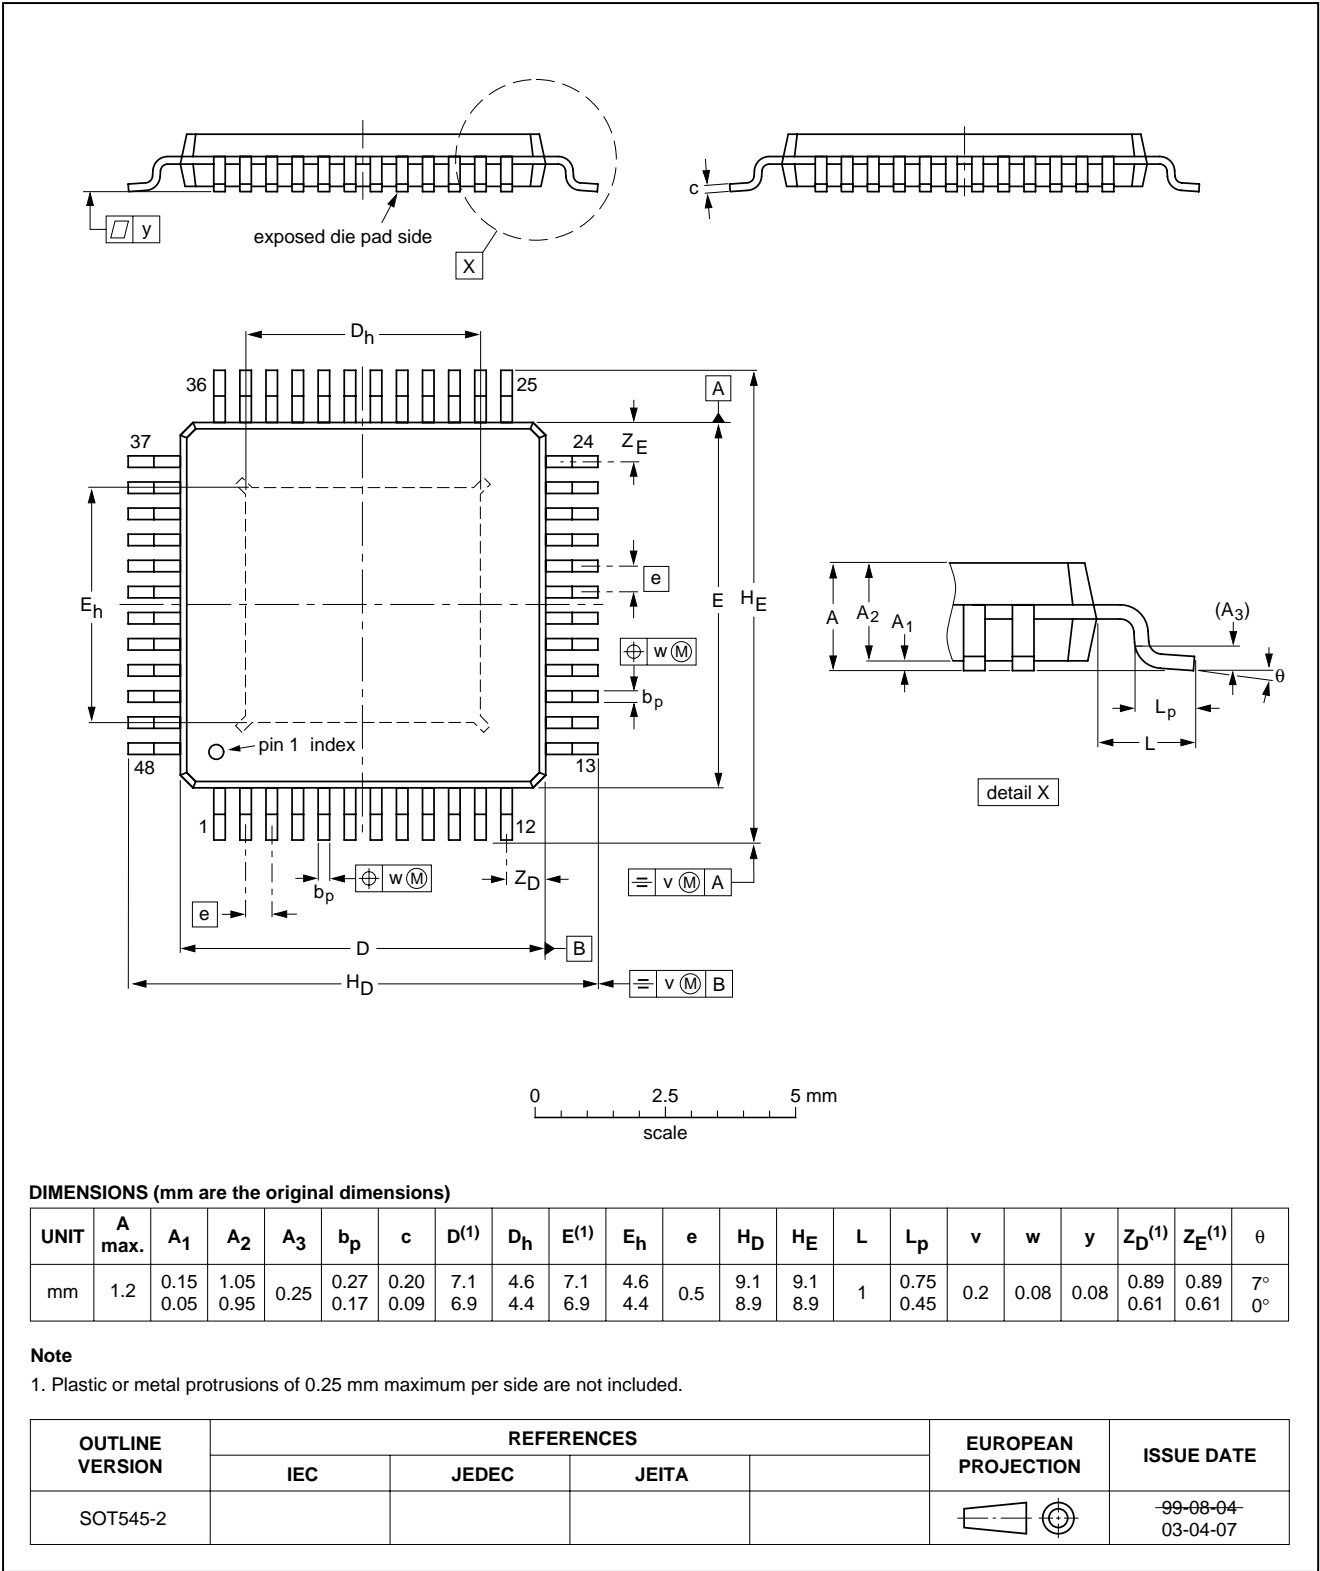 c
y
exposed die pad side
X
Dh
36
25
A
37
ZE
24
e
Eh
E
HE
w M
bp
A
A2
A1
(A3)
θ
Lp
L
pin 1 index
48
13
detail X
1
12
bp
w M
ZD
v M A
e
D
B
HD
v M B
0 2.5 5 mm
scale
DIMENSIONS (mm are the original dimensions)
UNIT A max. A1 A2 A3 bp c D(1) Dh E(1) Eh e HD HE L Lp v w y ZD(1) ZE(1) θ
mm 1.2 0.15 0.05 1.05 0.95 0.25 0.27 0.17 0.20 0.09 7.1 6.9 4.6 4.4 7.1 6.9 4.6 4.4 0.5 9.1 8.9 9.1 8.9 1 0.75 0.45 0.2 0.08 0.08 0.89 0.61 0.89 0.61 7° 0°
Note
1. Plastic or metal protrusions of 0.25 mm maximum per side are not included.
OUTLINE VERSION
REFERENCES
EUROPEAN PROJECTION
ISSUE DATE
IEC JEDEC JEITA
SOT545-2
99-08-04
03-04-07